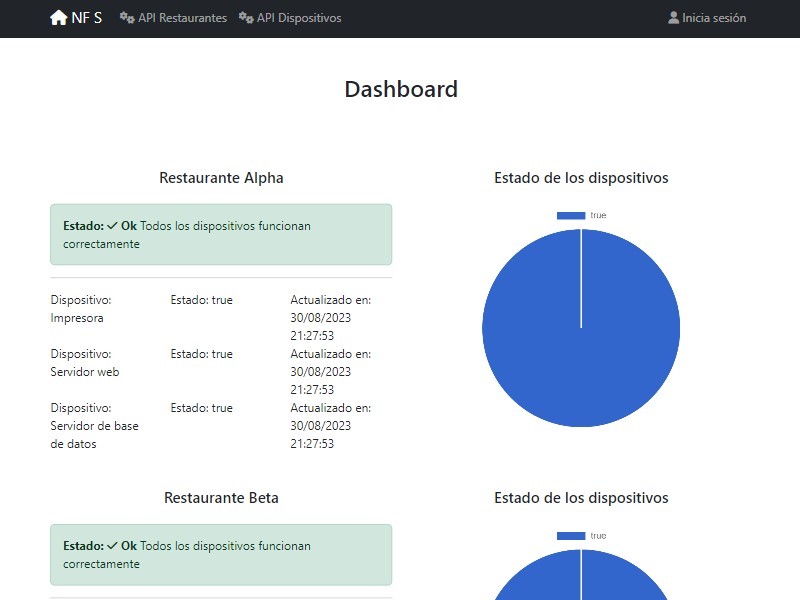 NF S API Restaurantes API Dispositivos Inicia sesión
Dashboard
Restaurante Alpha
Estado: Ok Todos los dispositivos funcionan
correctamente
Dispositivo: Estado: true Actualizado en:
Impresora 30/08/2023
21:27:53
Dispositivo: Estado: true Actualizado en:
Servidor web 30/08/2023
21:27:53
Dispositivo: Estado: true Actualizado en:
Servidor de base 30/08/2023
de datos 21:27:53
Estado de los dispositivos
true
Restaurante Beta
Estado: Ok Todos los dispositivos funcionan
correctamente
Estado de los dispositivos
true